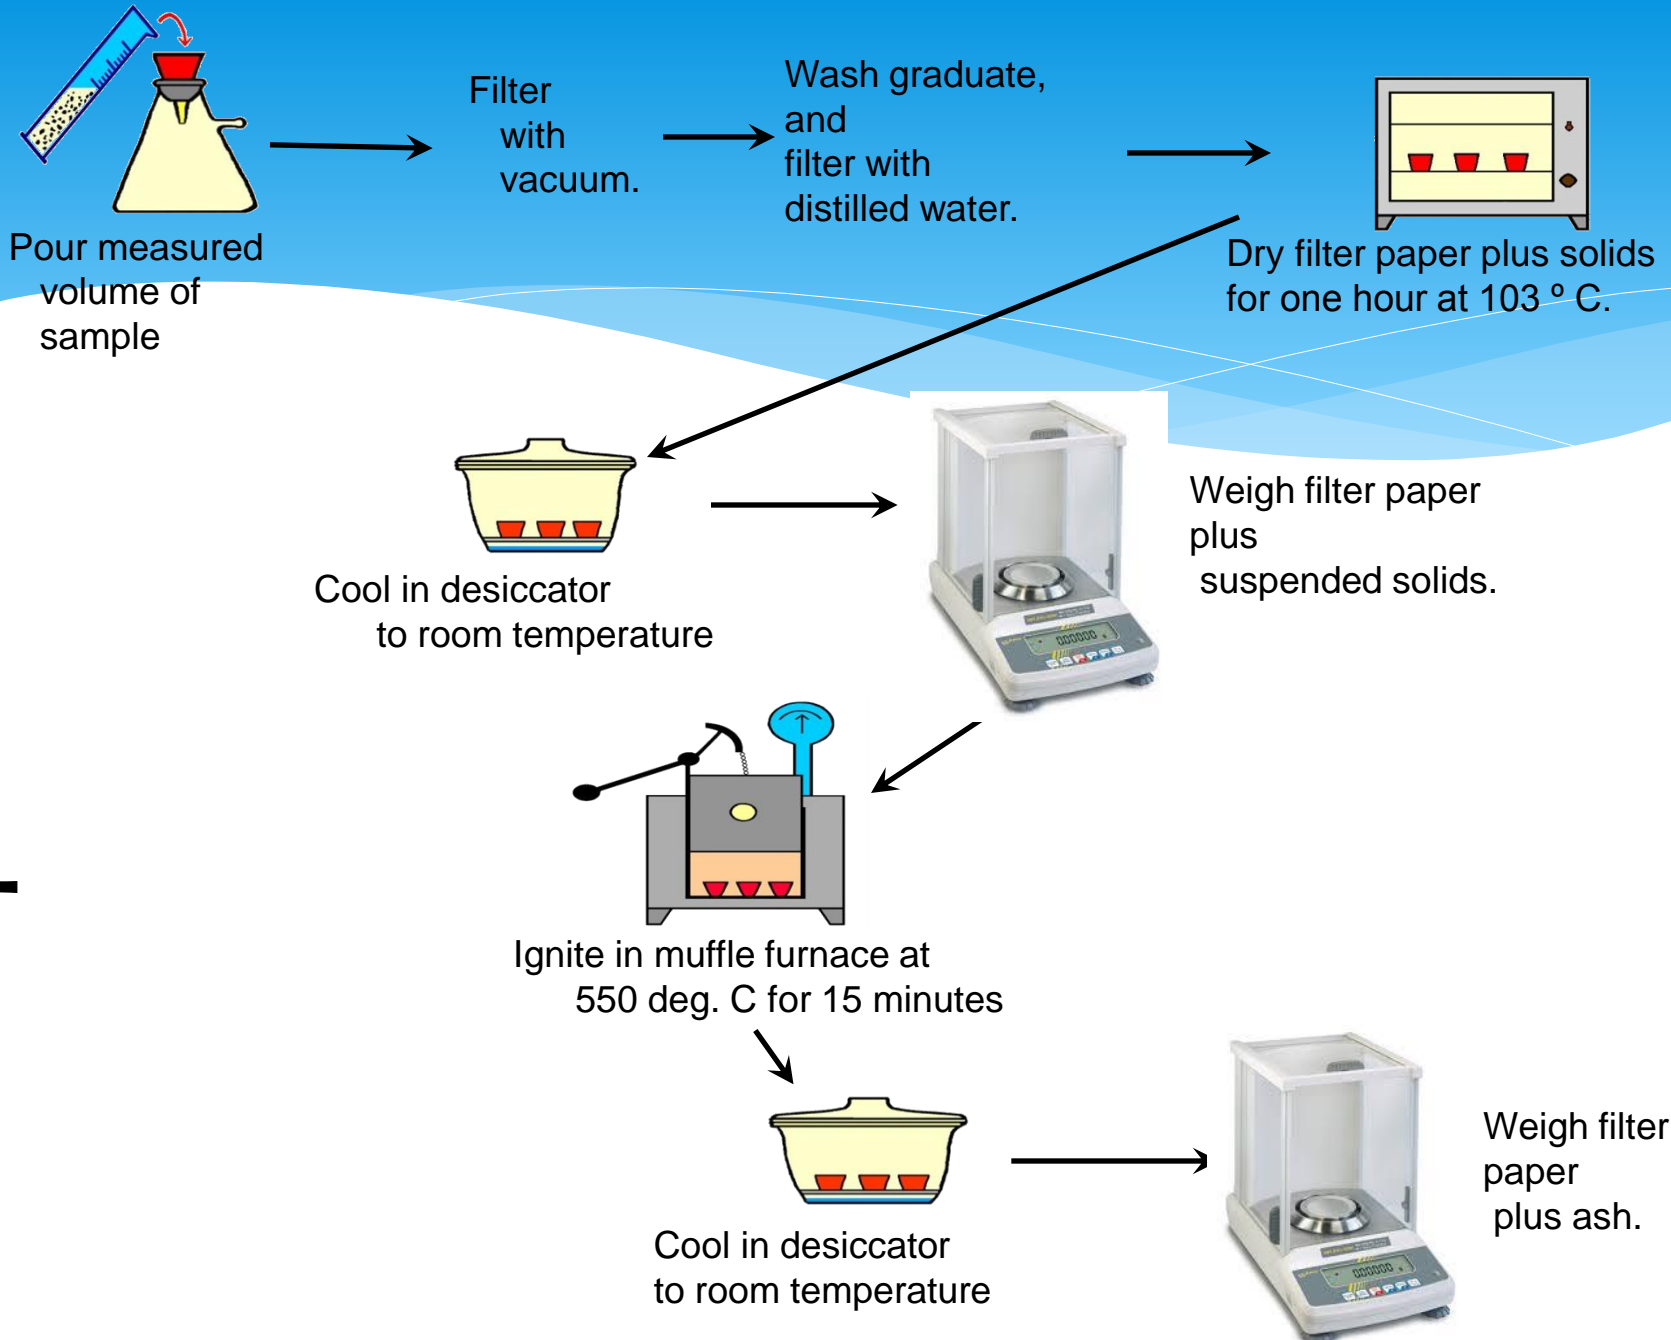 Pour measured
volume of
sample
Filter
with
vacuum.
Wash graduate,
and
filter with
distilled water.
Dry filter paper plus solids
for one hour at 103 º C.
Cool in desiccator
to room temperature
Weigh filter paper
plus
suspended solids.
Ignite in muffle furnace at
550 deg. C for 15 minutes
Cool in desiccator
to room temperature
Weigh filter
paper
plus ash.